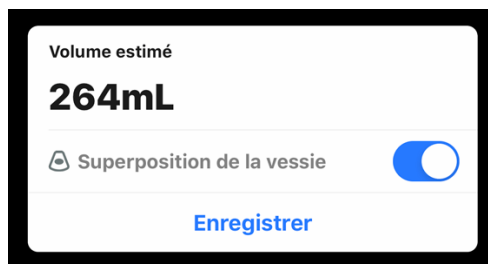 Volume estimé
264mL
Superposition de la vessie
Enregistrer